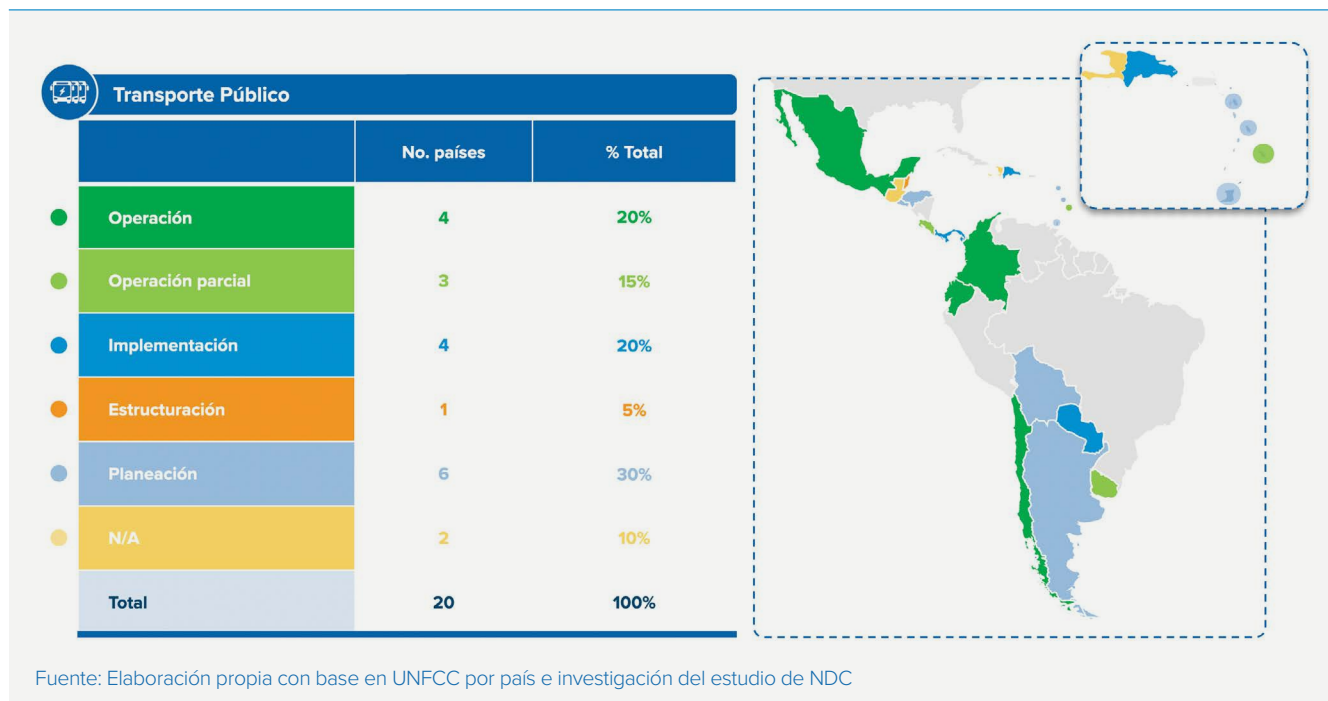 Transporte Público
No. países % Total
Operación 4 20%
Operación parcial 3 15%
Implementación 4 20%
Estructuración 1 5%
Planeación 6 30%
N/A 2 10%
Total 20 100%
Fuente: Elaboración propia con base en UNFCC por país e investigación del estudio de NDC